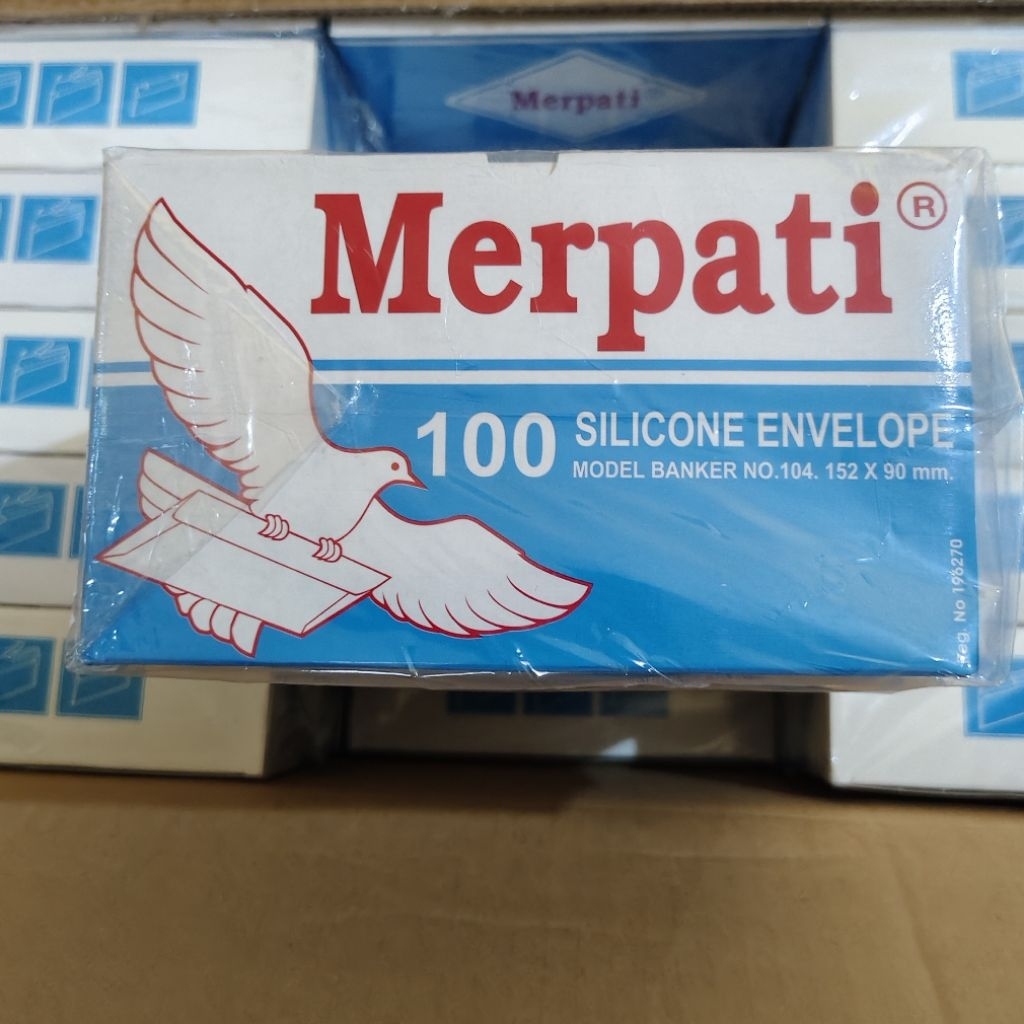 Merpati
Merpati ®
100 SILICONE ENVELOPE
MODEL BANKER NO.104. 152 X 90 mm
Reg. No 196270